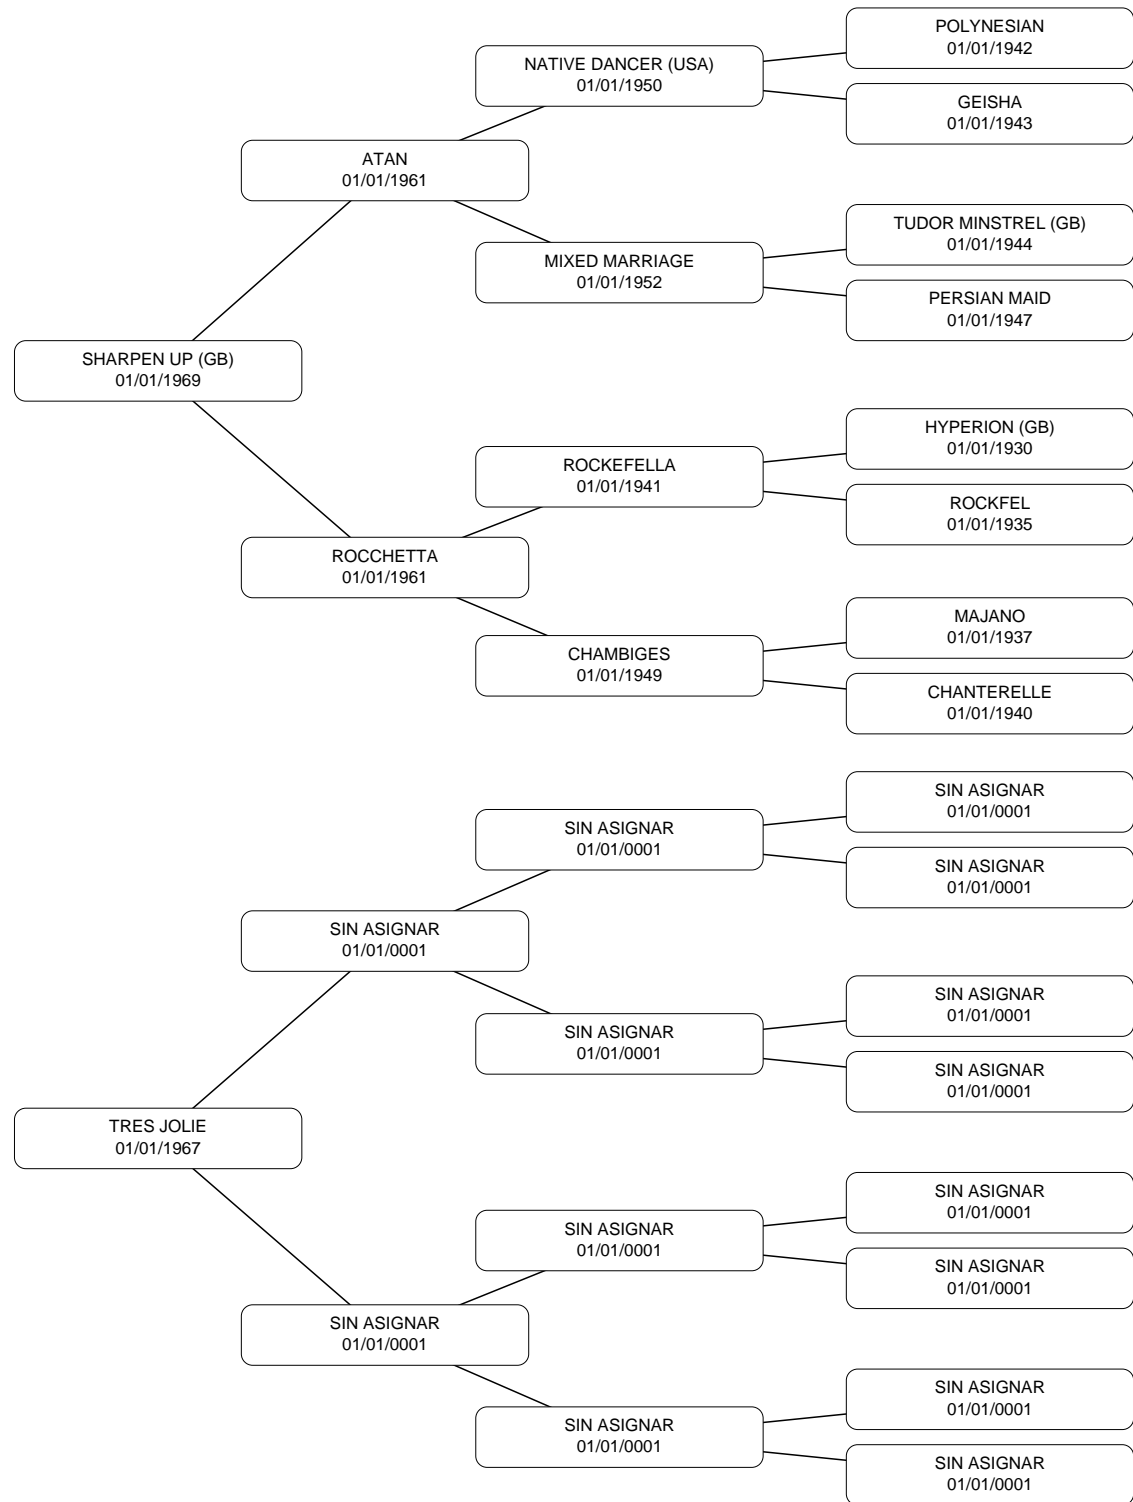 POLYNESIAN
01/01/1942
NATIVE DANCER (USA)
01/01/1950
GEISHA
01/01/1943
ATAN
01/01/1961
TUDOR MINSTREL (GB)
01/01/1944
MIXED MARRIAGE
01/01/1952
PERSIAN MAID
01/01/1947
SHARPEN UP (GB)
01/01/1969
HYPERION (GB)
01/01/1930
ROCKEFELLA
01/01/1941
ROCKFEL
01/01/1935
ROCCHETTA
01/01/1961
MAJANO
01/01/1937
CHAMBIGES
01/01/1949
CHANTERELLE
01/01/1940
SIN ASIGNAR
01/01/0001
SIN ASIGNAR
01/01/0001
SIN ASIGNAR
01/01/0001
SIN ASIGNAR
01/01/0001
SIN ASIGNAR
01/01/0001
SIN ASIGNAR
01/01/0001
SIN ASIGNAR
01/01/0001
TRES JOLIE
01/01/1967
SIN ASIGNAR
01/01/0001
SIN ASIGNAR
01/01/0001
SIN ASIGNAR
01/01/0001
SIN ASIGNAR
01/01/0001
SIN ASIGNAR
01/01/0001
SIN ASIGNAR
01/01/0001
SIN ASIGNAR
01/01/0001